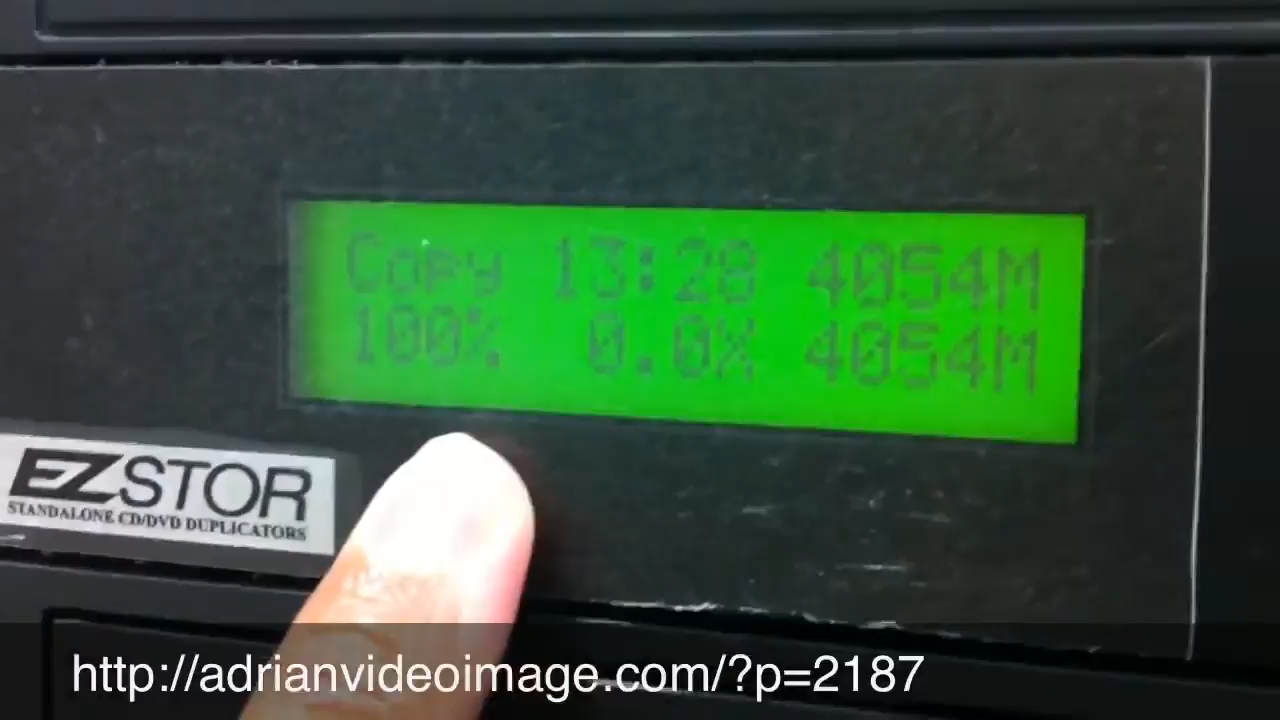 Copy 13:28 4054M
100% 0.0X 4054M
EZSTOR
STANDALONE CD/DVD DUPLICATORS
http://adrianvideoimage.com/?p=2187